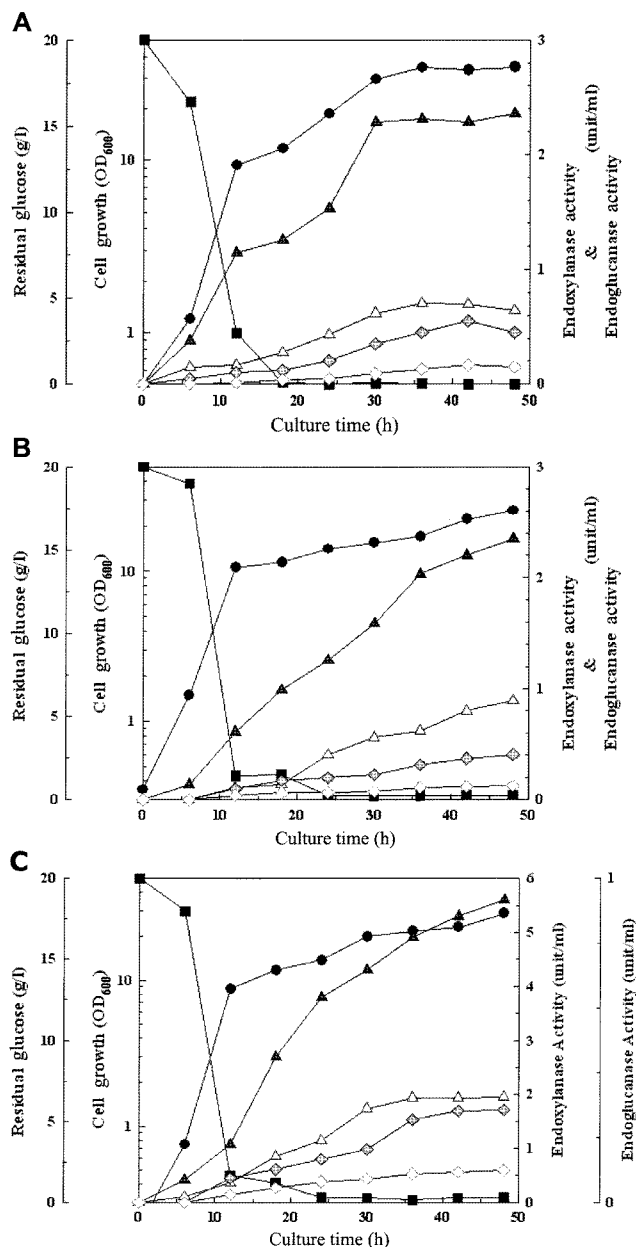 A
Residual glucose (g/l)
20
15
10
5
0
Cell growth (OD600)
10
1
Endoxylanase activity
&
Endoglucanase activity
(unit/ml)
3
2
1
0
0 10 20 30 40 50
Culture time (h)
B
Residual glucose (g/l)
20
15
10
5
0
Cell growth (OD600)
10
1
Endoxylanase activity
&
Endoglucanase activity
(unit/ml)
3
2
1
0
0 10 20 30 40 50
Culture time (h)
C
Residual glucose (g/l)
20
15
10
5
0
Cell growth (OD600)
10
1
Endoxylanase Activity (unit/ml)
6
5
4
3
2
1
0
Endoglucanase Activity (unit/ml)
1
0
0 10 20 30 40 50
Culture time (h)